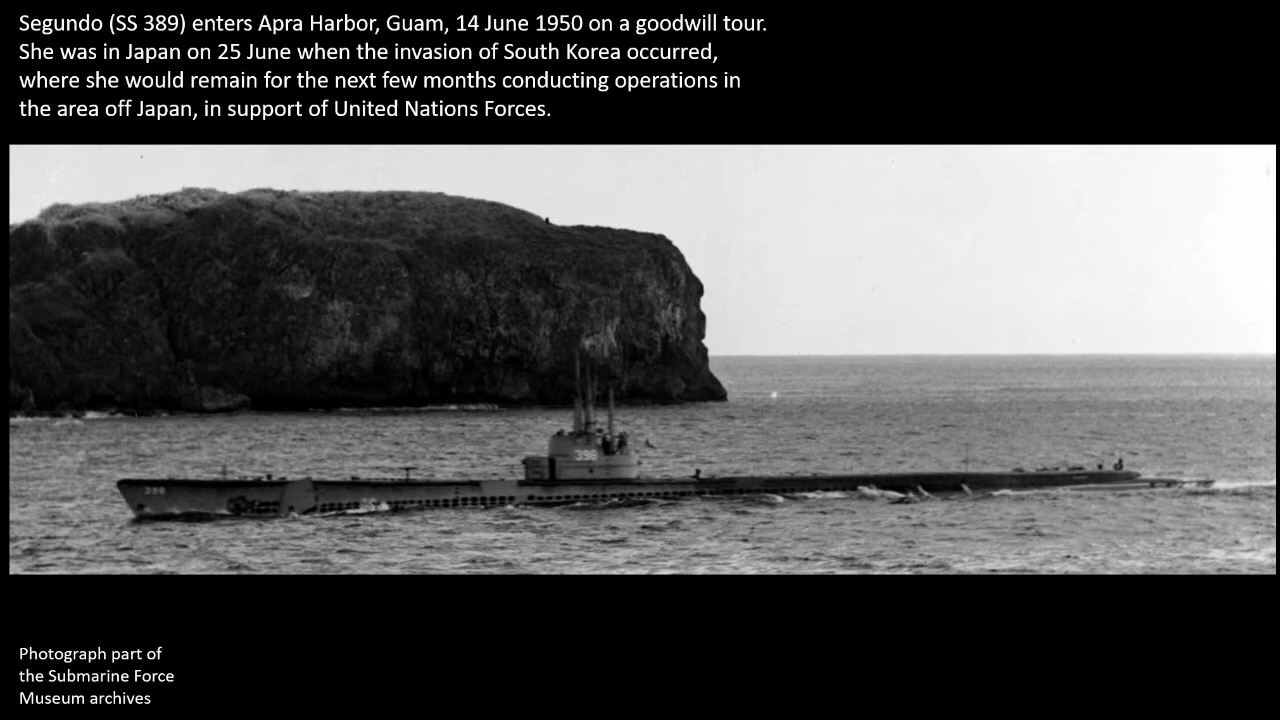 Segundo (SS 389) enters Apra Harbor, Guam, 14 June 1950 on a goodwill tour.
She was in Japan on 25 June when the invasion of South Korea occurred,
where she would remain for the next few months conducting operations in
the area off Japan, in support of United Nations Forces.
398
398
Photograph part of
the Submarine Force
Museum archives